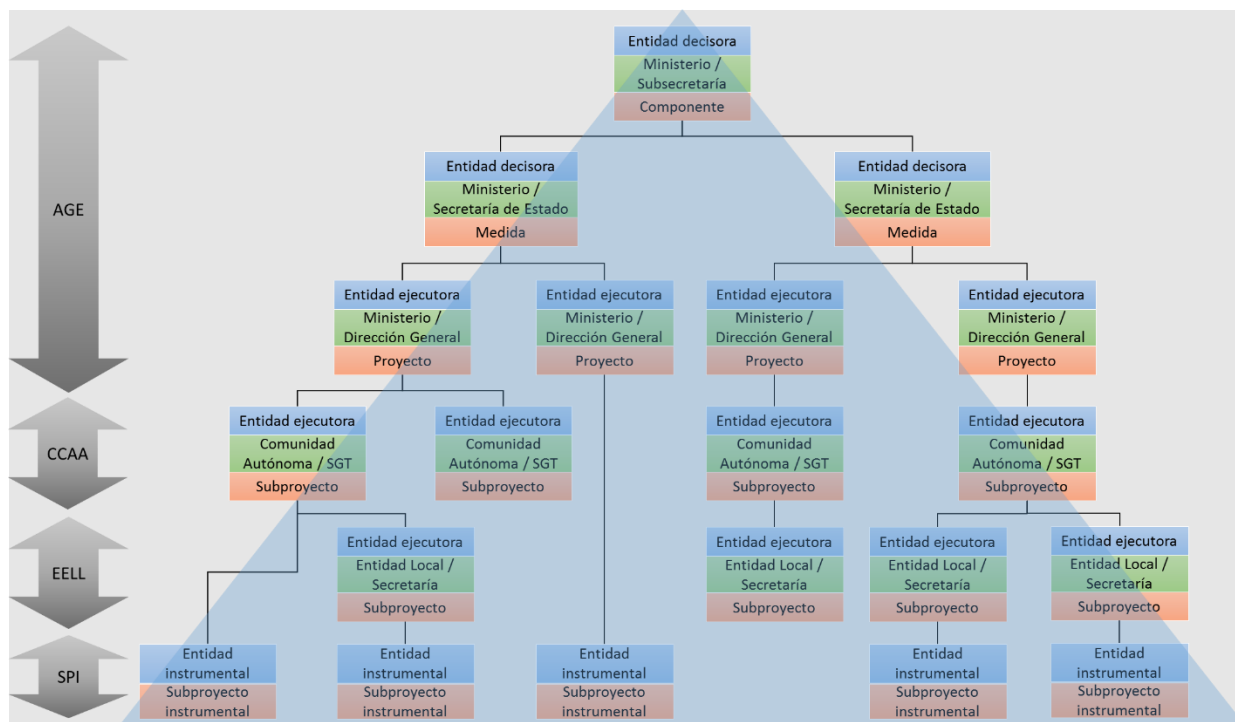 Entidad decisora
Ministerio /
Subsecretaría
Componente
AGE
Entidad decisora
Ministerio /
Secretaría de Estado
Medida
Entidad decisora
Ministerio /
Secretaría de Estado
Medida
Entidad ejecutora
Ministerio /
Dirección General
Proyecto
Entidad ejecutora
Ministerio /
Dirección General
Proyecto
Entidad ejecutora
Ministerio /
Dirección General
Proyecto
Entidad ejecutora
Ministerio /
Dirección General
Proyecto
CCAA
Entidad ejecutora
Comunidad
Autónoma / SGT
Subproyecto
Entidad ejecutora
Comunidad
Autónoma / SGT
Subproyecto
Entidad ejecutora
Comunidad
Autónoma / SGT
Subproyecto
Entidad ejecutora
Comunidad
Autónoma / SGT
Subproyecto
EELL
Entidad ejecutora
Entidad Local /
Secretaría
Subproyecto
Entidad ejecutora
Entidad Local /
Secretaría
Subproyecto
Entidad ejecutora
Entidad Local /
Secretaría
Subproyecto
Entidad ejecutora
Entidad Local /
Secretaría
Subproyecto
SPI
Entidad
instrumental
Subproyecto
instrumental
Entidad
instrumental
Subproyecto
instrumental
Entidad
instrumental
Subproyecto
instrumental
Entidad
instrumental
Subproyecto
instrumental
Entidad
instrumental
Subproyecto
instrumental